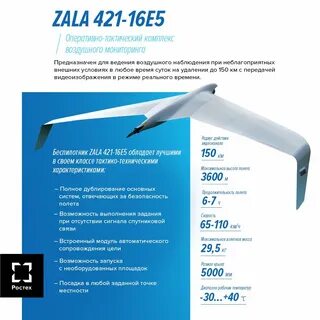 ZALA 421-16E5
Оперативно-тактический комплекс
воздушного мониторинга
Предназначен для ведения воздушного наблюдения при неблагоприятных
внешних условиях в любое время суток на удалении до 150 км с передачей
видеоизображения в режиме реального времени.
Беспилотник ZALA 421-16E5 обладает лучшими
в своем классе тактико-техническими
характеристиками:
– Полное дублирование основных
систем, отвечающих за безопасность
полета
– Возможность выполнения задания
при отсутствии сигнала спутниковой
связи
– Встроенный модуль автоматического
сопровождения цели
– Возможность запуска
с необорудованных площадок
– Посадка в любой заданной точке
местности
Радиус действия
видеоканала
150 км
Максимальная высота полета
3600 м
Продолжительность полета
6-7 ч
Скорость
65-110 км/ч
Максимальная взлетная масса
29,5 кг
Размах крыла
5000 мм
Диапазон рабочих температур
-30...+40 °C
Ростех